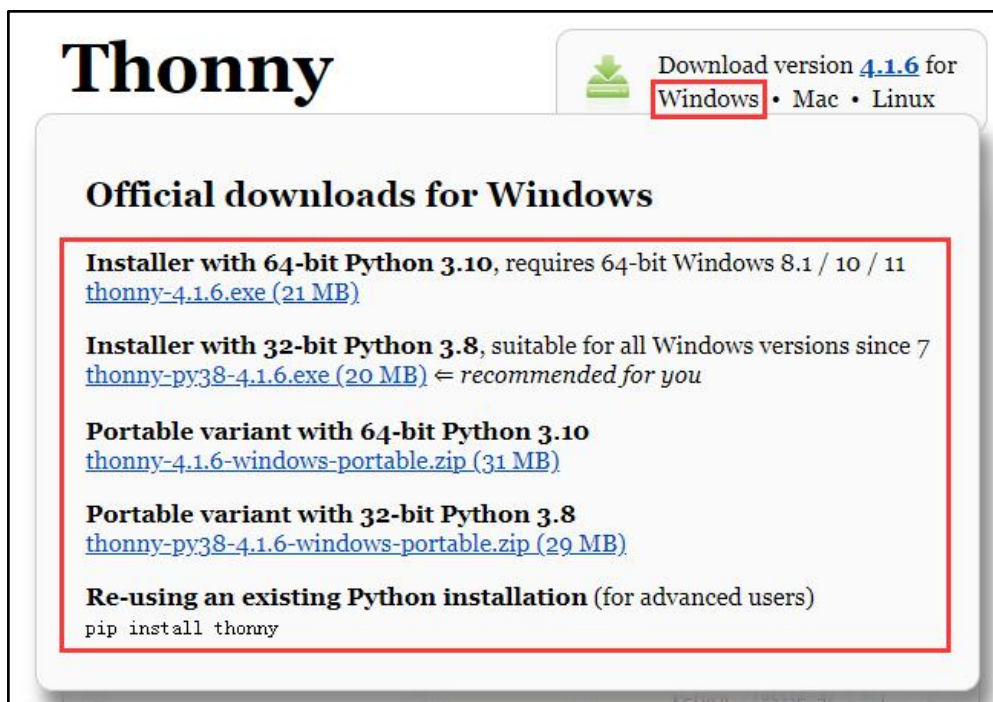 Thonny
Download version 4.1.6 for
Windows • Mac • Linux
Official downloads for Windows
Installer with 64-bit Python 3.10, requires 64-bit Windows 8.1 / 10 / 11
thonny-4.1.6.exe (21 MB)
Installer with 32-bit Python 3.8, suitable for all Windows versions since 7
thonny-py38-4.1.6.exe (20 MB) ⇐ recommended for you
Portable variant with 64-bit Python 3.10
thonny-4.1.6-windows-portable.zip (31 MB)
Portable variant with 32-bit Python 3.8
thonny-py38-4.1.6-windows-portable.zip (29 MB)
Re-using an existing Python installation (for advanced users)
pip install thonny